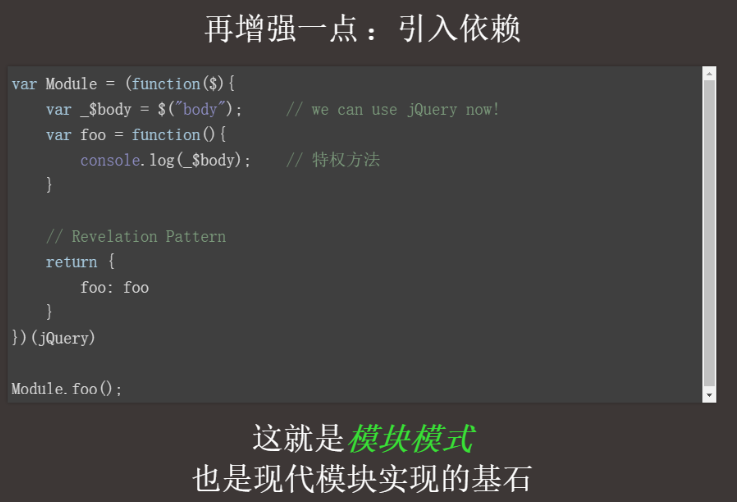 再增强一点：引入依赖
var Module = (function($){
    var _$body = $("body");     // we can use jQuery now!
    var foo = function(){
        console.log(_$body);    // 特权方法
    }

    // Revelation Pattern
    return {
        foo: foo
    }
})(jQuery)

Module.foo();
这就是模块模式
也是现代模块实现的基石